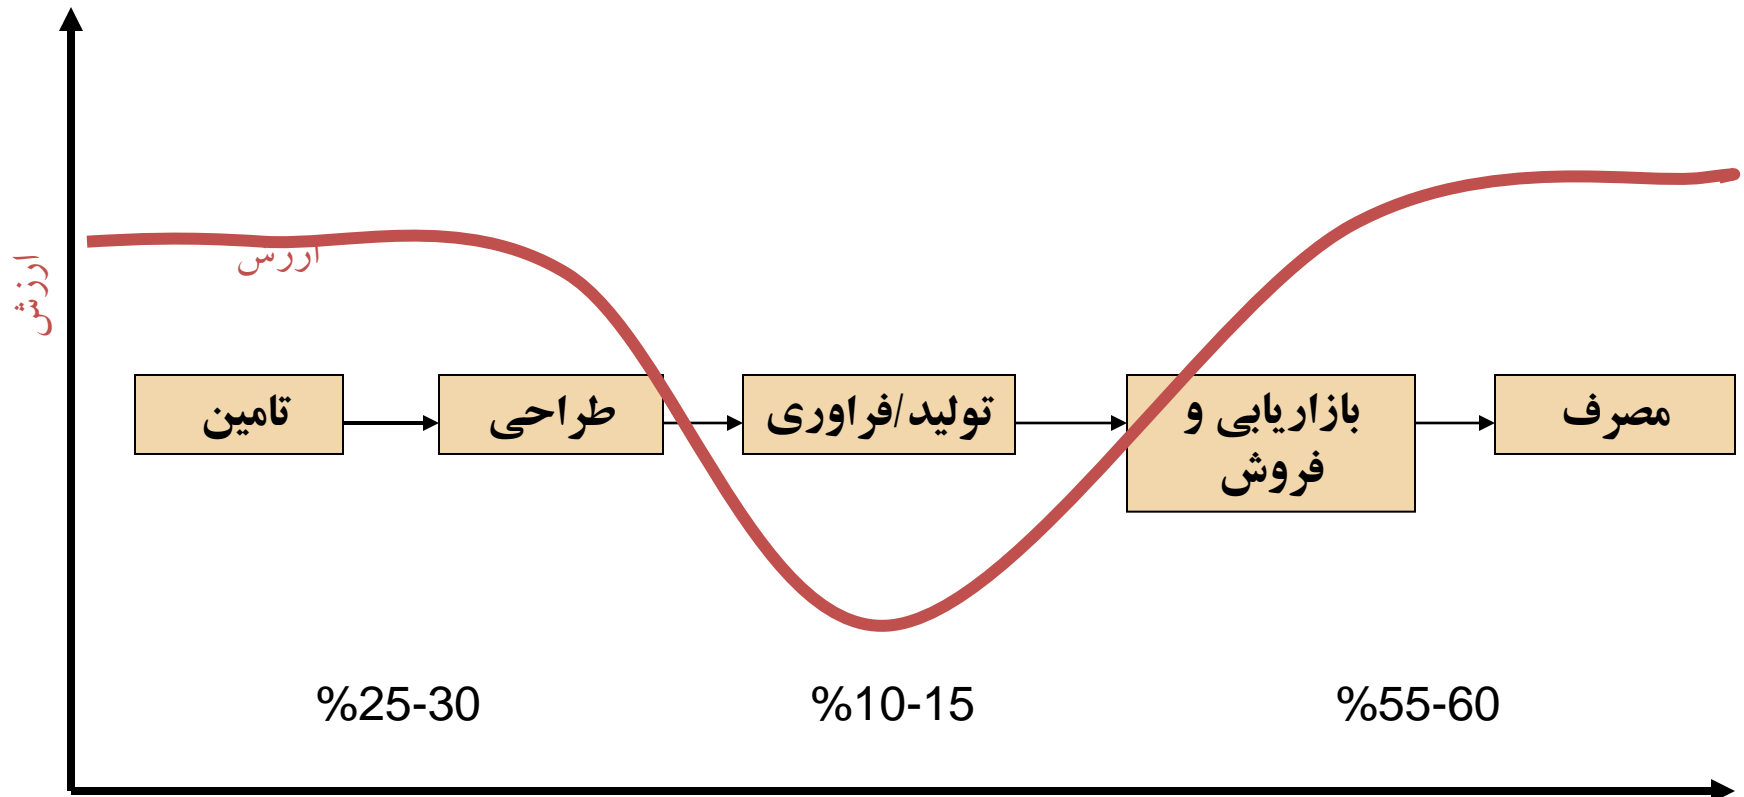 ارزش
ارزش
تامین
طراحی
تولید/فراوری
بازاریابی و
فروش
مصرف
%25-30
%10-15
%55-60